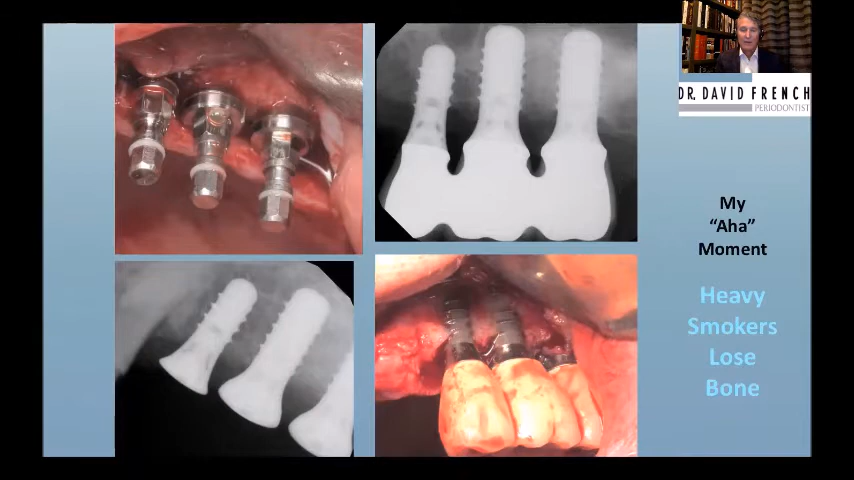 DR. DAVID FRENCH
PERIODONTIST
My
“Aha”
Moment
Heavy
Smokers
Lose
Bone